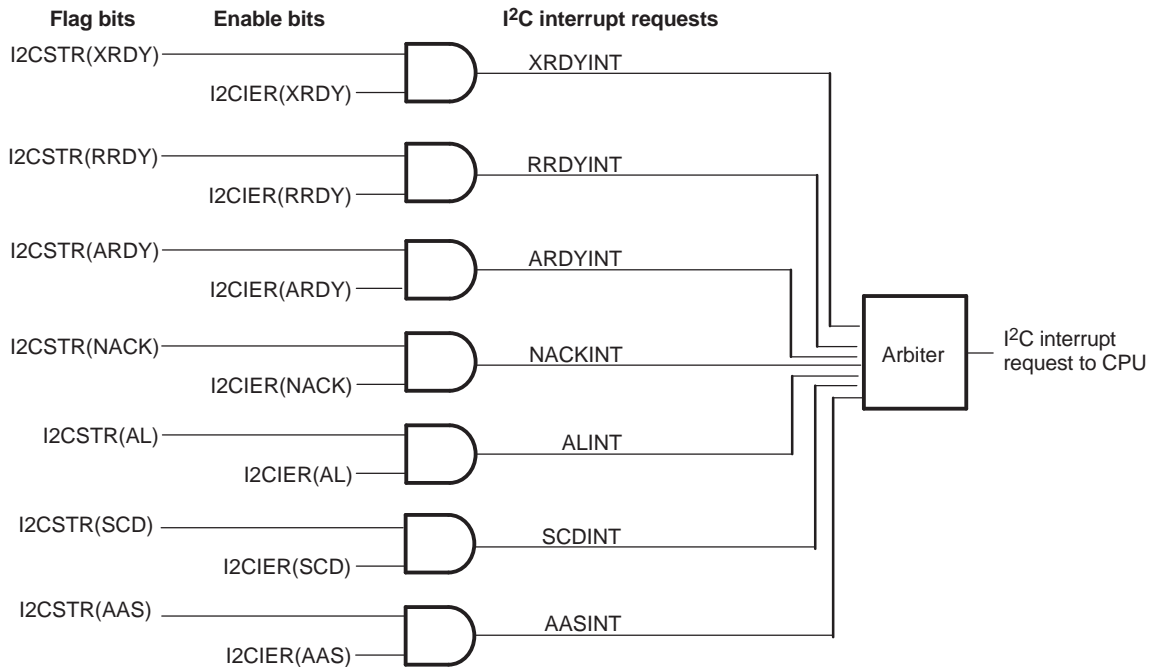 Flag bits Enable bits I²C interrupt requests
I2CSTR(XRDY)
XRDYINT
I2CIER(XRDY)
I2CSTR(RRDY)
RRDYINT
I2CIER(RRDY)
I2CSTR(ARDY)
ARDYINT
I2CIER(ARDY)
I2CSTR(NACK)
NACKINT
I2CIER(NACK)
I2CSTR(AL)
ALINT
I2CIER(AL)
I2CSTR(SCD)
SCDINT
I2CIER(SCD)
I2CSTR(AAS)
AASINT
I2CIER(AAS)
Arbiter
I²C interrupt
request to CPU